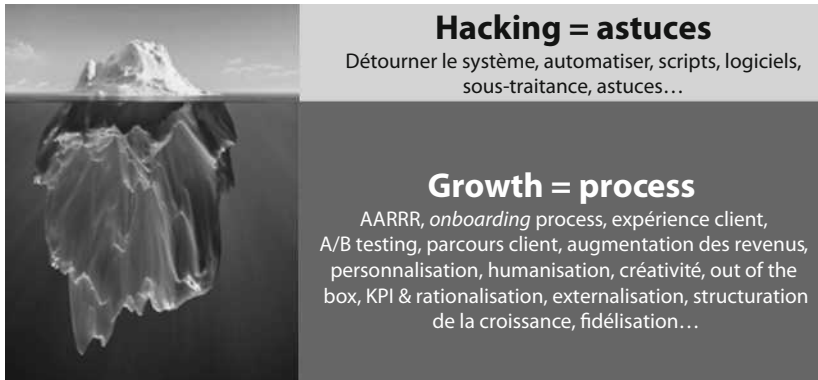 Hacking = astuces
Détourner le système, automatiser, scripts, logiciels,
sous-traitance, astuces…
Growth = process
AARRR, onboarding process, expérience client,
A/B testing, parcours client, augmentation des revenus,
personnalisation, humanisation, créativité, out of the
box, KPI & rationalisation, externalisation, structuration
de la croissance, fidélisation…